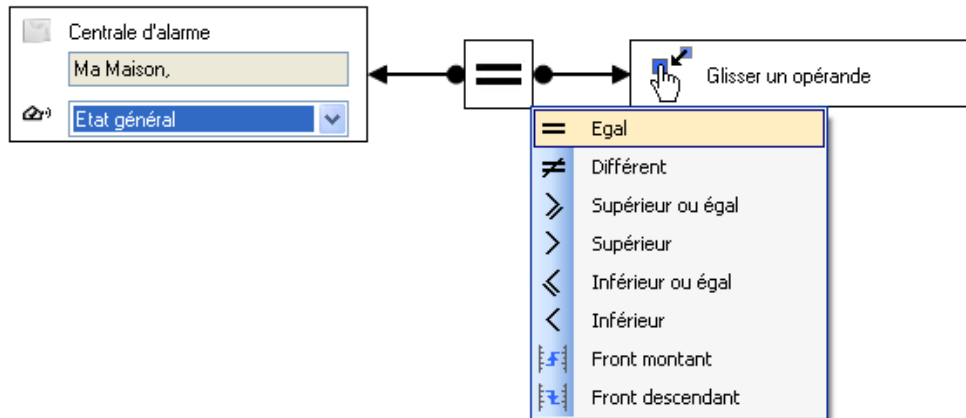 Centrale d'alarme
Ma Maison,
Etat général
Glisser un opérande
Egal
Différent
Supérieur ou égal
Supérieur
Inférieur ou égal
Inférieur
Front montant
Front descendant